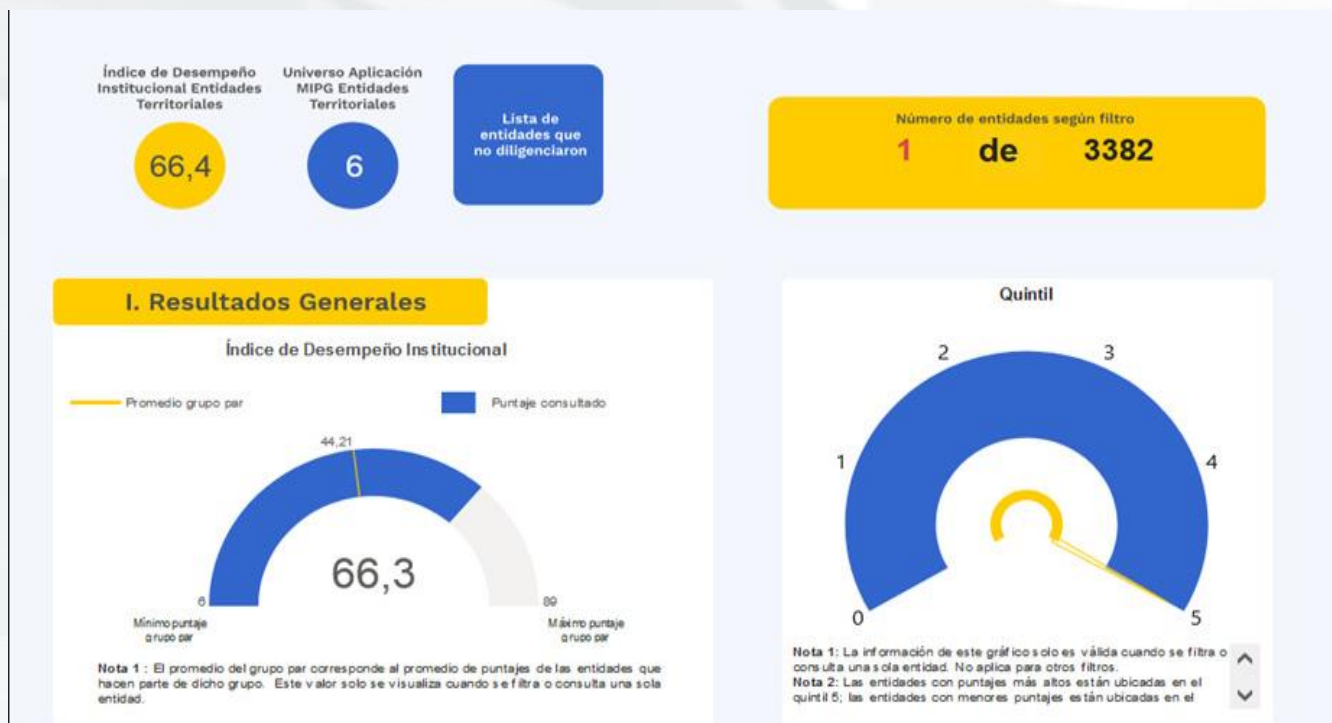 Índice de Desempeño
Institucional Entidades
Territoriales
66,4
Universo Aplicación
MIPG Entidades
Territoriales
6
Lista de
entidades que
no diligenciaron
Número de entidades según filtro
1 de 3382
I. Resultados Generales
Índice de Desempeño Institucional
Promedio grupo par
Puntaje consultado
44,21
66,3
6
Mínimo puntaje
grupo par
89
Máximo puntaje
grupo par
Nota 1 : El promedio del grupo par corresponde al promedio de puntajes de las entidades que
hacen parte de dicho grupo. Este valor solo se visualiza cuando se filtra o consulta una sola
entidad.
Quintil
2
3
1
4
0
5
Nota 1: La información de este gráfico solo es válida cuando se filtra o
consulta una sola entidad. No aplica para otros filtros.
Nota 2: Las entidades con puntajes más altos están ubicadas en el
quintil 5; las entidades con menores puntajes están ubicadas en el